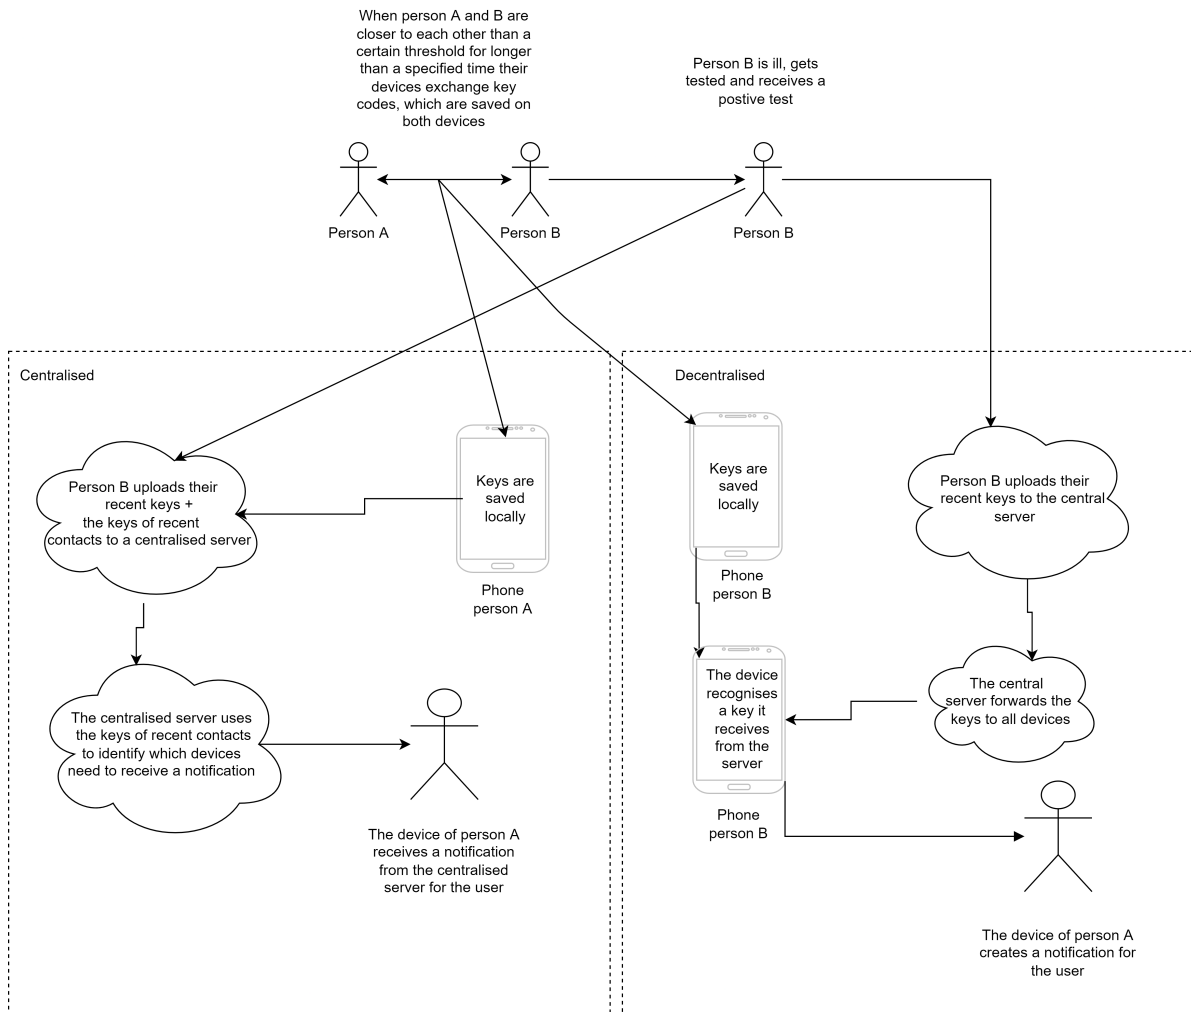 When person A and B are
closer to each other than a
certain threshold for longer
than a specified time their
devices exchange key
codes, which are saved on
both devices
Person B is ill, gets
tested and receives a
postive test
Person A
Person B
Person B
Centralised
Person B uploads their
recent keys +
the keys of recent
contacts to a centralised server
Keys are
saved
locally
Phone
person A
The centralised server uses
the keys of recent contacts
to identify which devices
need to receive a notification
The device of person A
receives a notification
from the centralised
server for the user
Decentralised
Keys are
saved
locally
Phone
person B
Person B uploads their
recent keys to the central
server
The device
recognises
a key it
receives
from the
server
Phone
person B
The central
server forwards the
keys to all devices
The device of person A
creates a notification for
the user